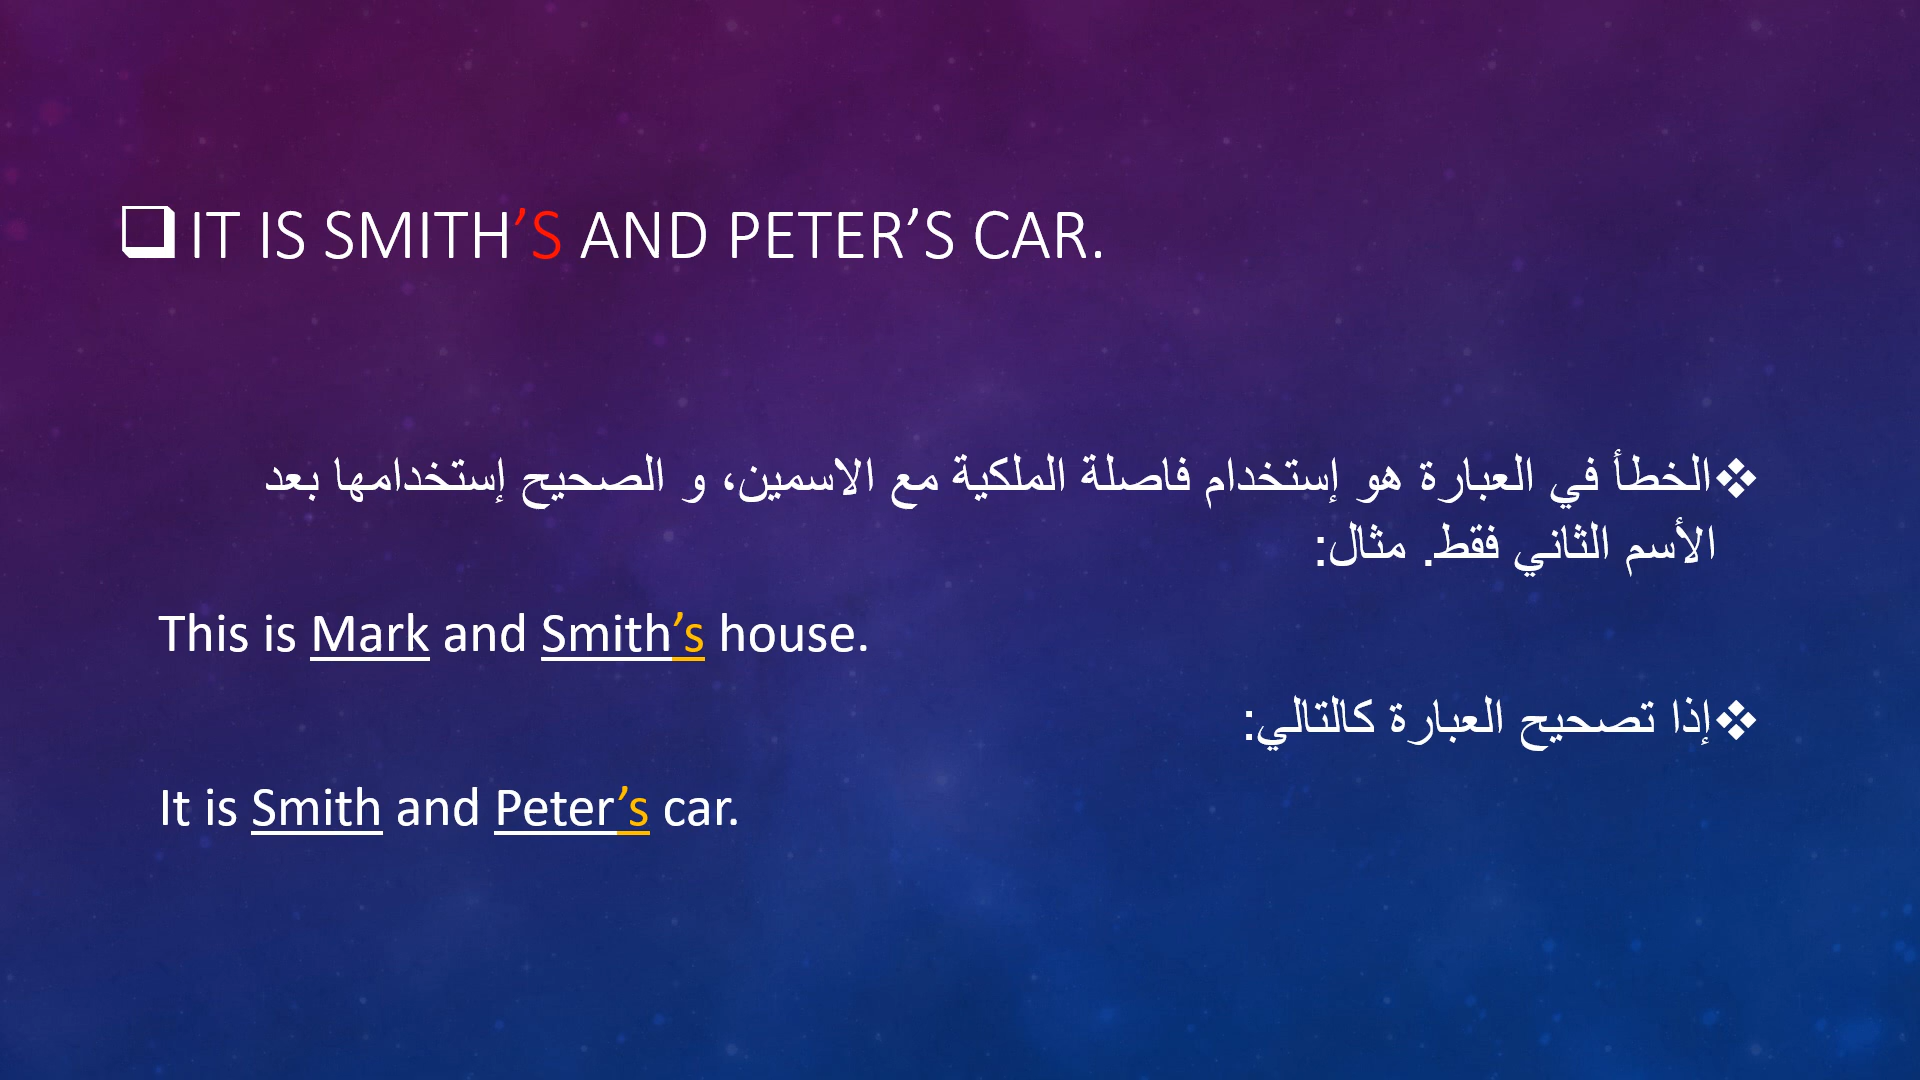 IT IS SMITH’S AND PETER’S CAR.
الخطأ في العبارة هو إستخدام فاصلة الملكية مع الاسمين، و الصحيح إستخدامها بعد
الأسم الثاني فقط. مثال:
This is Mark and Smith’s house.
إذا تصحيح العبارة كالتالي:
It is Smith and Peter’s car.